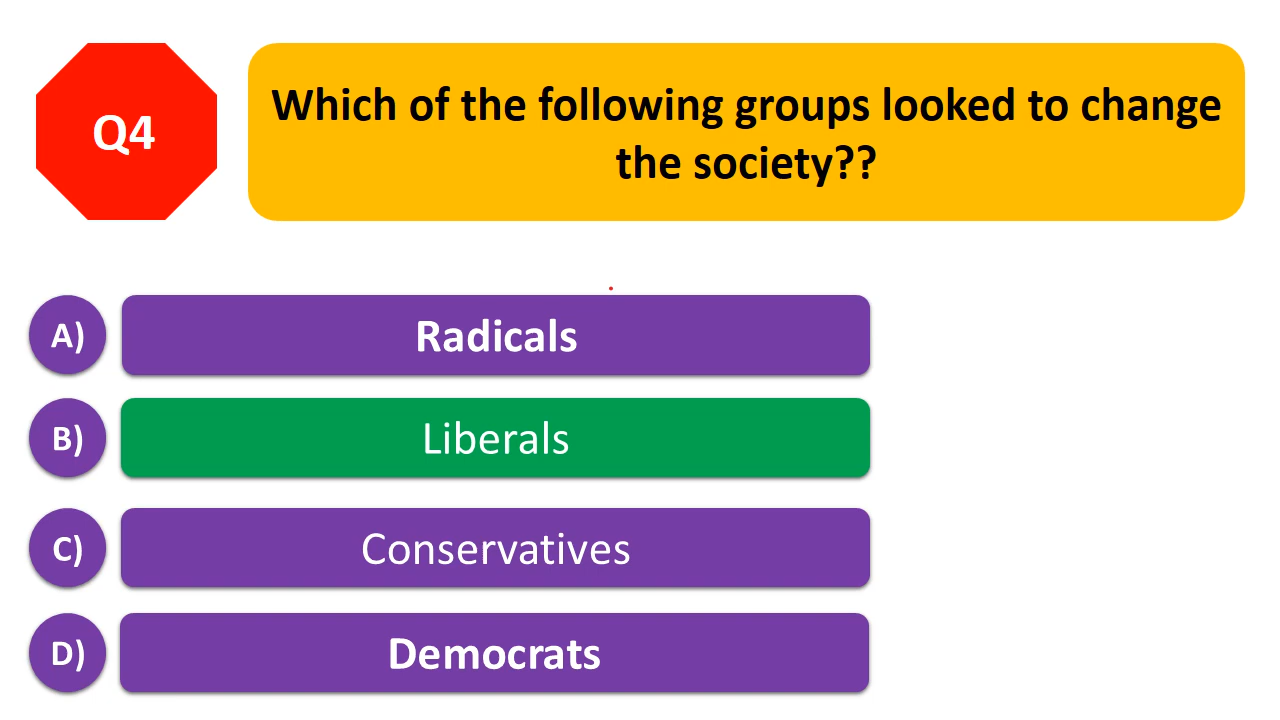 Q4
Which of the following groups looked to change
the society??
A) Radicals
B) Liberals
C) Conservatives
D) Democrats